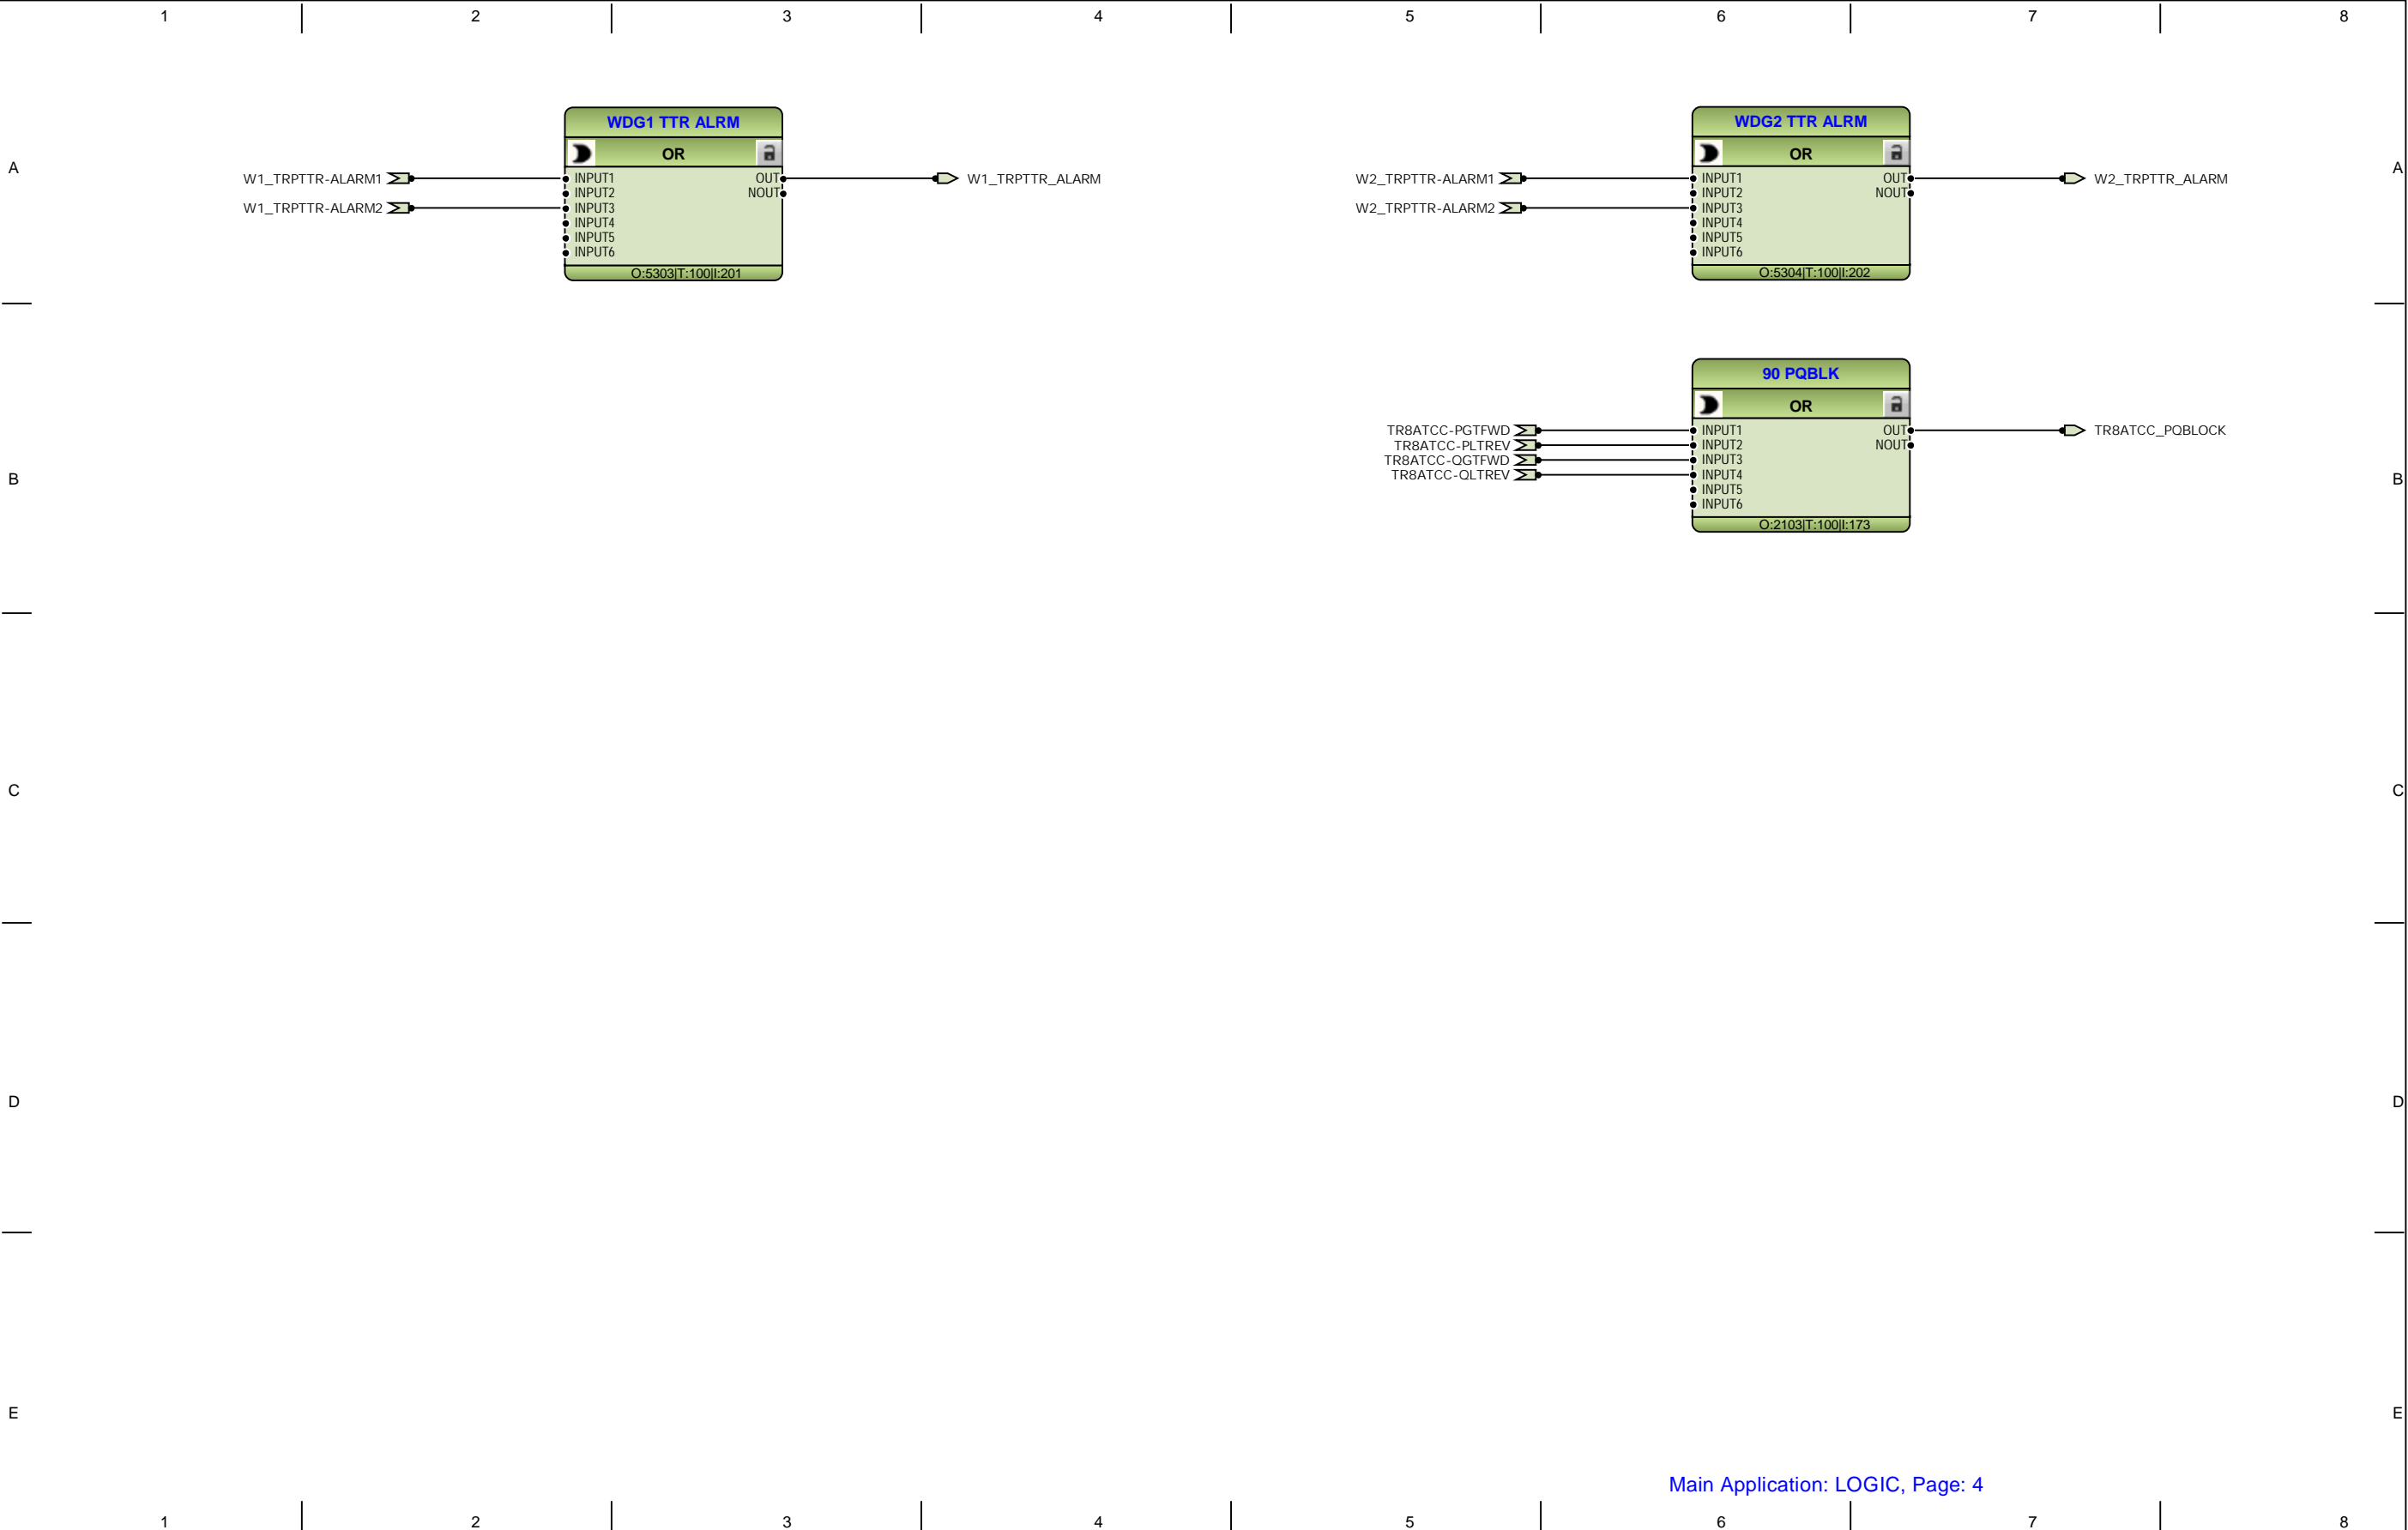 1 2 3 4 5 6 7 8
WDG1 TTR ALRM
OR
A
W1_TRPTTR-ALARM1
W1_TRPTTR-ALARM2
INPUT1
INPUT2
INPUT3
INPUT4
INPUT5
INPUT6
OUT
NOUT
W1_TRPTTR_ALARM
O:5303|T:100|I:201
WDG2 TTR ALRM
OR
W2_TRPTTR-ALARM1
W2_TRPTTR-ALARM2
INPUT1
INPUT2
INPUT3
INPUT4
INPUT5
INPUT6
OUT
NOUT
W2_TRPTTR_ALARM
O:5304|T:100|I:202
A
90 PQBLK
OR
B
TR8ATCC-PGTFWD
TR8ATCC-PLTREV
TR8ATCC-QGTFWD
TR8ATCC-QLTREV
INPUT1
INPUT2
INPUT3
INPUT4
INPUT5
INPUT6
OUT
NOUT
TR8ATCC_PQBLOCK
O:2103|T:100|I:173
B
C C
D D
E E
Main Application: LOGIC, Page: 4
1 2 3 4 5 6 7 8